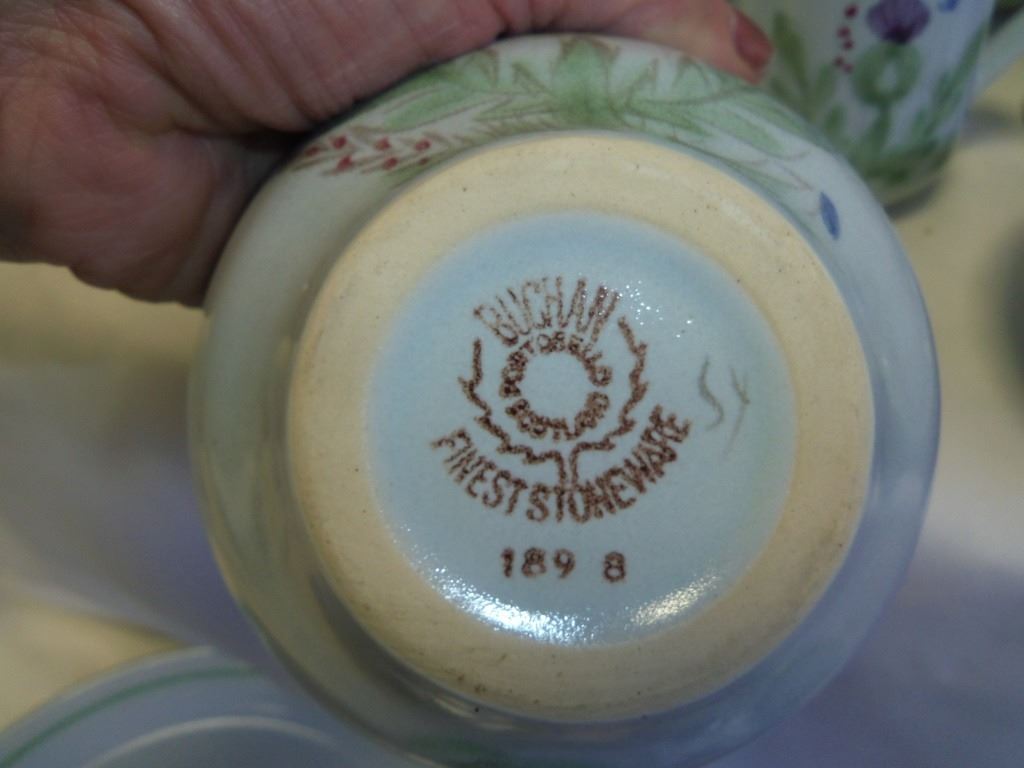 BUCHAN
PORTOBELLO
SCOTLAND
FINEST STONEWARE
189 8